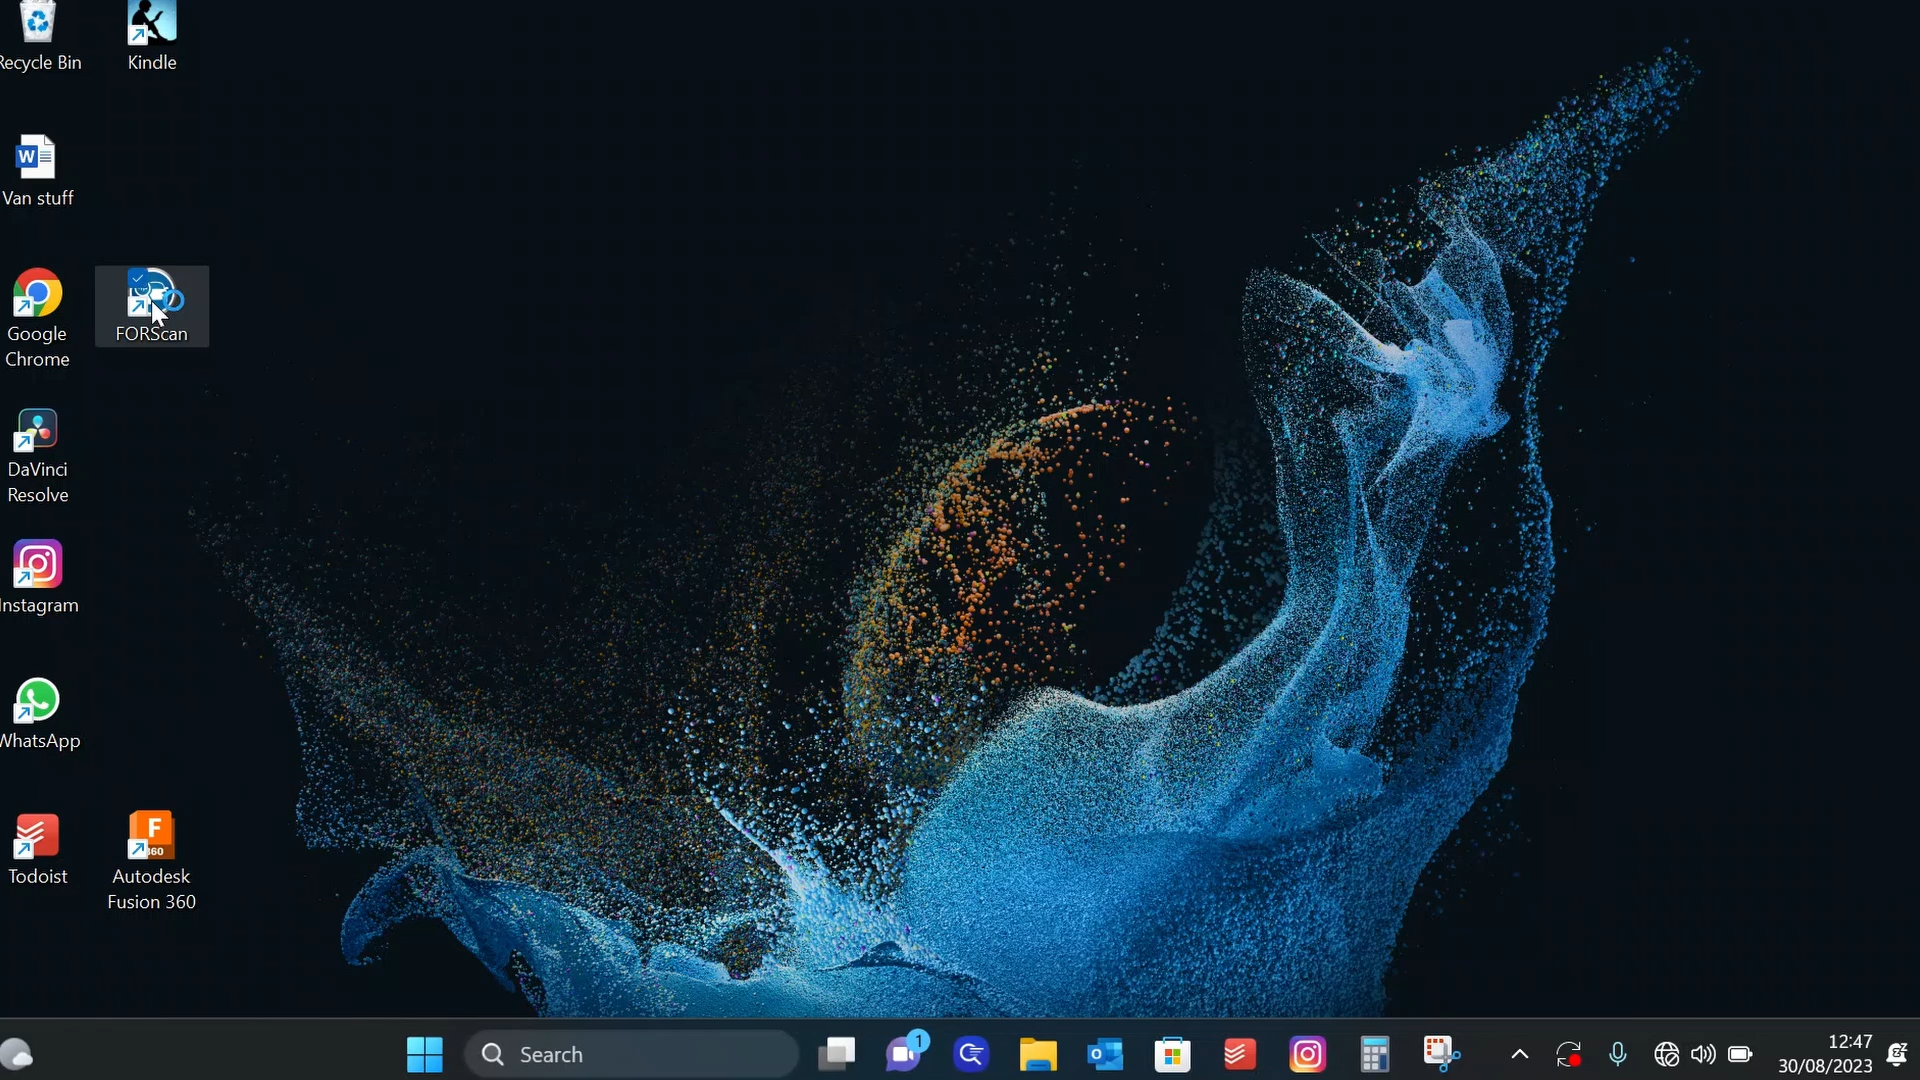 Recycle Bin
Kindle
Van stuff
Google
Chrome
FORScan
DaVinci
Resolve
Instagram
WhatsApp
Todoist
Autodesk
Fusion 360
Search
1
12:47
30/08/2023